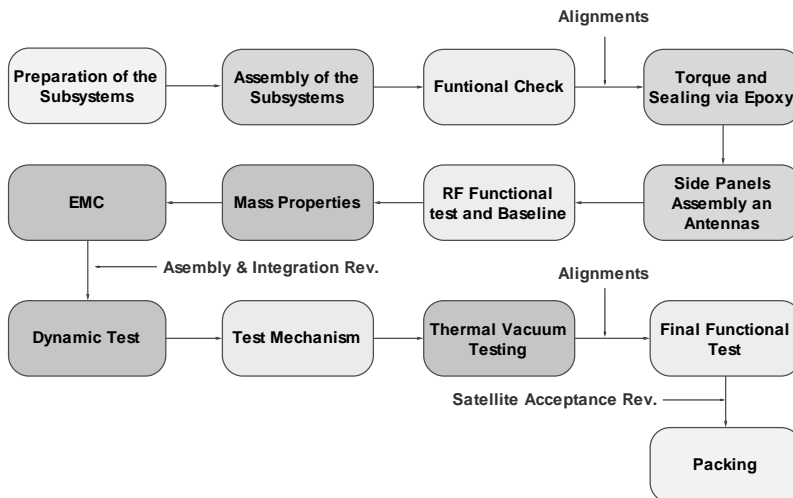 Alignments
Preparation of the
Subsystems
Assembly of the
Subsystems
Funtional Check
Torque and
Sealing via Epoxy
EMC
Mass Properties
RF Functional
test and Baseline
Side Panels
Assembly an
Antennas
Asembly & Integration Rev.
Alignments
Dynamic Test
Test Mechanism
Thermal Vacuum
Testing
Final Functional
Test
Satellite Acceptance Rev.
Packing